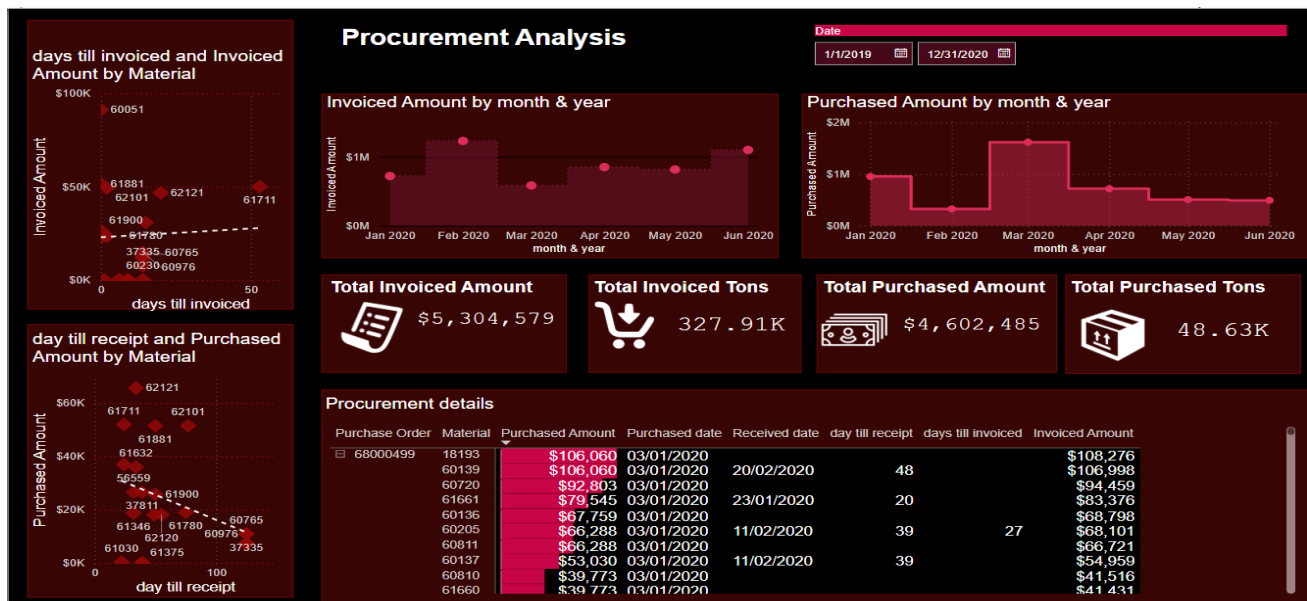 Procurement Analysis
Date
1/1/2019
12/31/2020
days till invoiced and Invoiced
Amount by Material
$100K
$50K
$0K
Invoiced Amount
60051
61881
62101
62121
61711
61900
61780
37335
60765
60230
60976
0
50
days till invoiced
day till receipt and Purchased
Amount by Material
$60K
$40K
$20K
$0K
Purchased Amount
62121
61711
62101
61881
61632
56559
61900
37811
61346
61780
60765
62120
60976
37335
61030
61375
0
100
day till receipt
Invoiced Amount by month & year
Invoiced Amount
$1M
$0M
Jan 2020 Feb 2020 Mar 2020 Apr 2020 May 2020 Jun 2020
month & year
Purchased Amount by month & year
Purchased Amount
$2M
$1M
$0M
Jan 2020 Feb 2020 Mar 2020 Apr 2020 May 2020 Jun 2020
month & year
Total Invoiced Amount
$5,304,579
Total Invoiced Tons
327.91K
Total Purchased Amount
$4,602,485
Total Purchased Tons
48.63K
Procurement details
Purchase Order Material Purchased Amount Purchased date Received date day till receipt days till invoiced Invoiced Amount
68000499 18193 $106,060 03/01/2020 $108,276
60139 $106,060 03/01/2020 20/02/2020 48 $106,998
60720 $92,803 03/01/2020 $94,459
61661 $79,545 03/01/2020 23/01/2020 20 $83,376
60136 $67,759 03/01/2020 $68,798
60205 $66,288 03/01/2020 11/02/2020 39 27 $68,101
60811 $66,288 03/01/2020 $66,721
60137 $53,030 03/01/2020 11/02/2020 39 $54,959
60810 $39,773 03/01/2020 $41,516
61660 $39,773 03/01/2020 $41,431